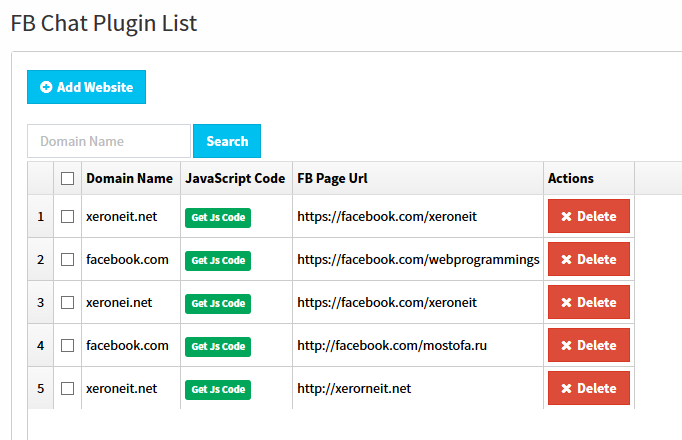 FB Chat Plugin List
Add Website
Domain Name Search
Domain Name JavaScript Code FB Page Url Actions
1 xeroneit.net Get Js Code https://facebook.com/xeroneit Delete
2 facebook.com Get Js Code https://facebook.com/webprogrammings Delete
3 xeronei.net Get Js Code https://facebook.com/xeroneit Delete
4 facebook.com Get Js Code http://facebook.com/mostofa.ru Delete
5 xeroneit.net Get Js Code http://xerorneit.net Delete